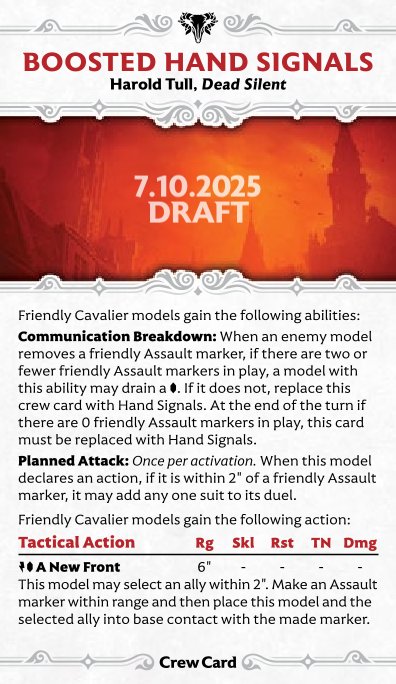 BOOSTED HAND SIGNALS
Harold Tull, Dead Silent
7.10.2025
DRAFT
Friendly Cavalier models gain the following abilities:
Communication Breakdown: When an enemy model
removes a friendly Assault marker, if there are two or
fewer friendly Assault markers in play, a model with
this ability may drain a . If it does not, replace this
crew card with Hand Signals. At the end of the turn if
there are 0 friendly Assault markers in play, this card
must be replaced with Hand Signals.
Planned Attack: Once per activation. When this model
declares an action, if it is within 2" of a friendly Assault
marker, it may add any one suit to its duel.
Friendly Cavalier models gain the following action:
Tactical Action Rg Skl Rst TN Dmg
A New Front 6" - - - -
This model may select an ally within 2". Make an Assault
marker within range and then place this model and the
selected ally into base contact with the made marker.
Crew Card